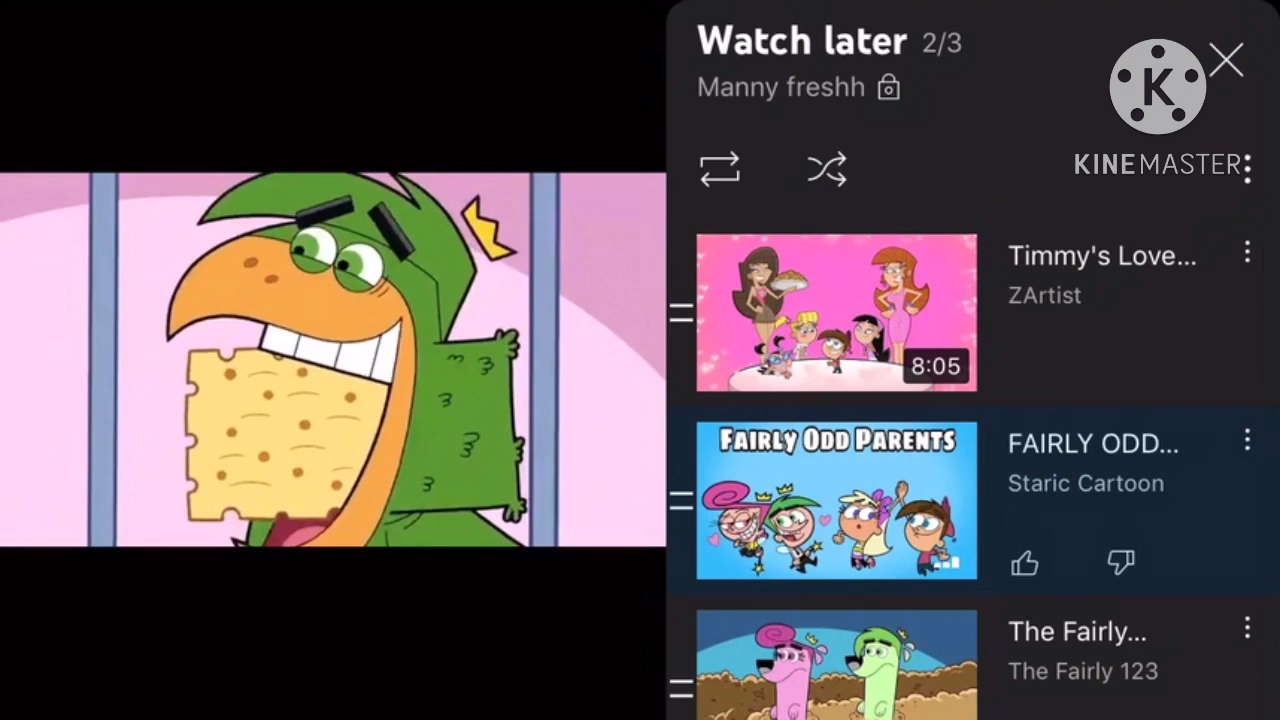 Watch later 2/3
Manny freshh
K
KINEMASTER
Timmy's Love...
ZArtist
8:05
FAIRLY ODD PARENTS
FAIRLY ODD...
Staric Cartoon
The Fairly...
The Fairly 123